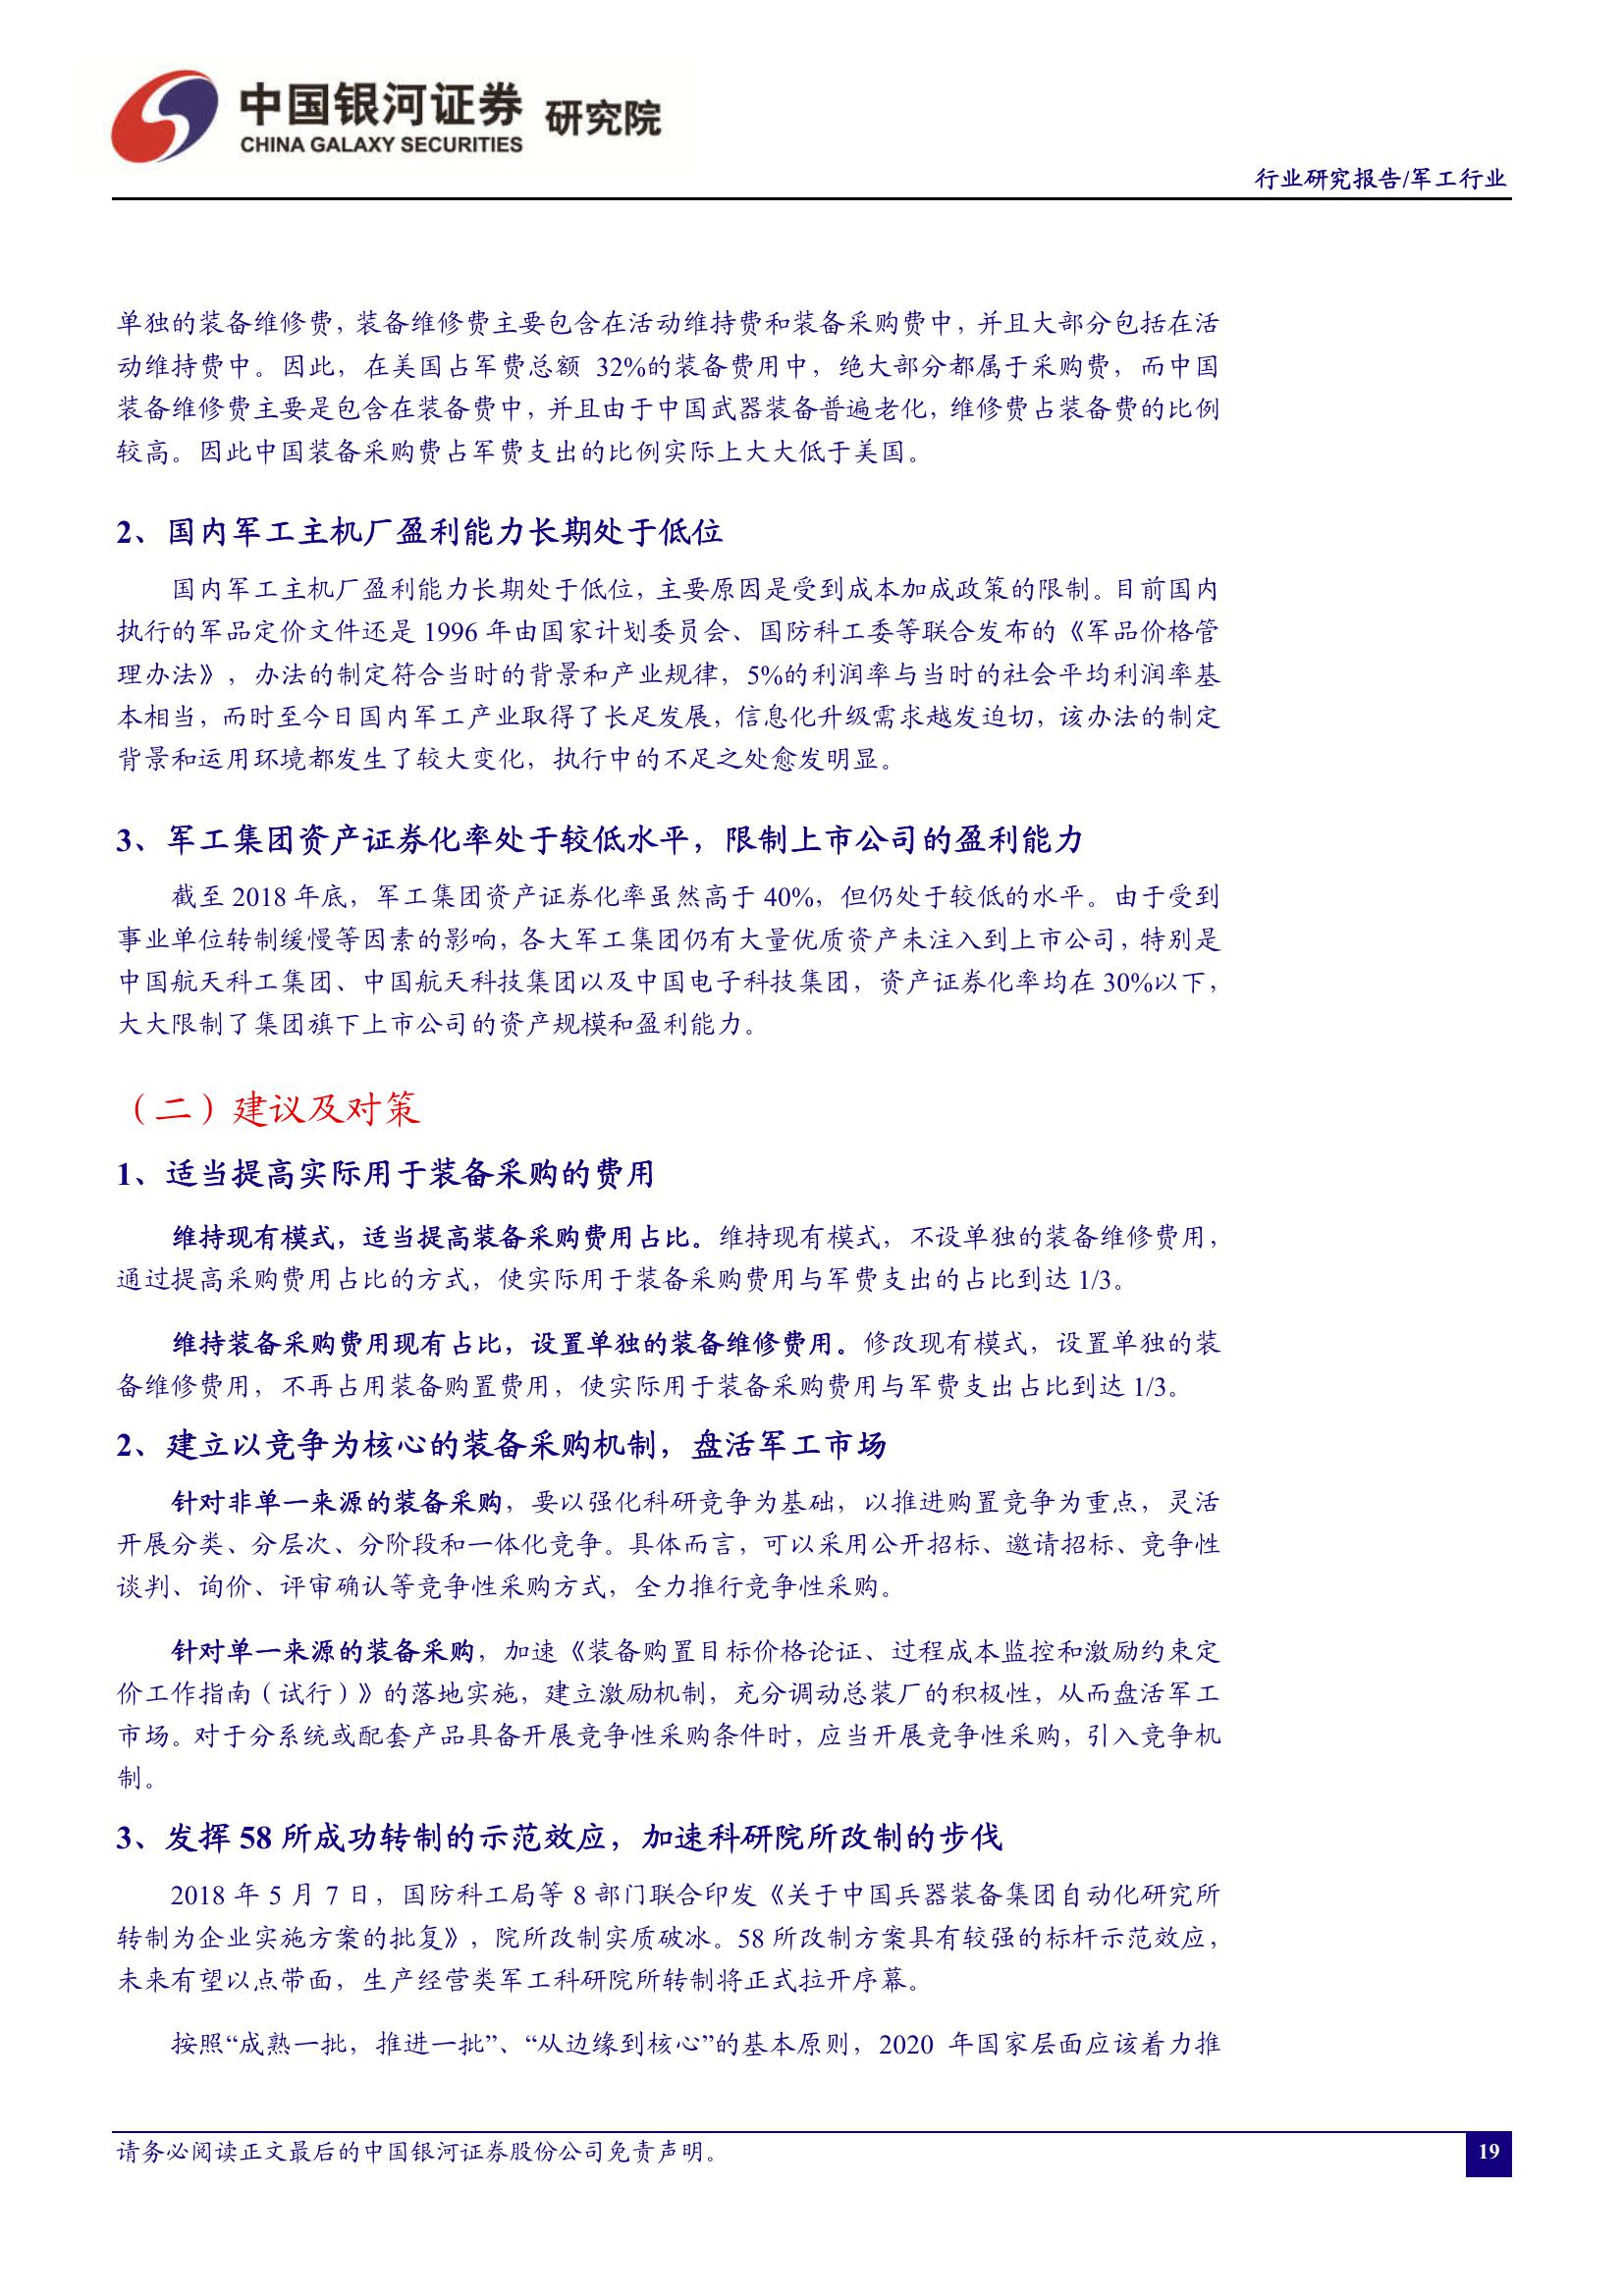 中国银河证券 研究院
CHINA GALAXY SECURITIES
行业研究报告/军工行业
单独的装备维修费，装备维修费主要包含在活动维持费和装备采购费中，并且大部分包括在活
动维持费中。因此，在美国占军费总额 32%的装备费用中，绝大部分都属于采购费，而中国
装备维修费主要是包含在装备费中，并且由于中国武器装备普遍老化，维修费占装备费的比例
较高。因此中国装备采购费占军费支出的比例实际上大大低于美国。
2、国内军工主机厂盈利能力长期处于低位
国内军工主机厂盈利能力长期处于低位，主要原因是受到成本加成政策的限制。目前国内
执行的军品定价文件还是 1996 年由国家计划委员会、国防科工委等联合发布的《军品价格管
理办法》，办法的制定符合当时的背景和产业规律，5%的利润率与当时的社会平均利润率基
本相当，而时至今日国内军工产业取得了长足发展，信息化升级需求越发迫切，该办法的制定
背景和运用环境都发生了较大变化，执行中的不足之处愈发明显。
3、军工集团资产证券化率处于较低水平，限制上市公司的盈利能力
截至 2018 年底，军工集团资产证券化率虽然高于 40%，但仍处于较低的水平。由于受到
事业单位转制缓慢等因素的影响，各大军工集团仍有大量优质资产未注入到上市公司，特别是
中国航天科工集团、中国航天科技集团以及中国电子科技集团，资产证券化率均在 30%以下，
大大限制了集团旗下上市公司的资产规模和盈利能力。
（二）建议及对策
1、适当提高实际用于装备采购的费用
维持现有模式，适当提高装备采购费用占比。维持现有模式，不设单独的装备维修费用，
通过提高采购费用占比的方式，使实际用于装备采购费用与军费支出的占比到达 1/3。
维持装备采购费用现有占比，设置单独的装备维修费用。修改现有模式，设置单独的装
备维修费用，不再占用装备购置费用，使实际用于装备采购费用与军费支出占比到达 1/3。
2、建立以竞争为核心的装备采购机制，盘活军工市场
针对非单一来源的装备采购，要以强化科研竞争为基础，以推进购置竞争为重点，灵活
开展分类、分层次、分阶段和一体化竞争。具体而言，可以采用公开招标、邀请招标、竞争性
谈判、询价、评审确认等竞争性采购方式，全力推行竞争性采购。
针对单一来源的装备采购，加速《装备购置目标价格论证、过程成本监控和激励约束定
价工作指南（试行）》的落地实施，建立激励机制，充分调动总装厂的积极性，从而盘活军工
市场。对于分系统或配套产品具备开展竞争性采购条件时，应当开展竞争性采购，引入竞争机
制。
3、发挥 58 所成功转制的示范效应，加速科研院所改制的步伐
2018 年 5 月 7 日，国防科工局等 8 部门联合印发《关于中国兵器装备集团自动化研究所
转制为企业实施方案的批复》，院所改制实质破冰。58 所改制方案具有较强的标杆示范效应，
未来有望以点带面，生产经营类军工科研院所转制将正式拉开序幕。
按照“成熟一批，推进一批”、“从边缘到核心”的基本原则，2020 年国家层面应该着力推
请务必阅读正文最后的中国银河证券股份公司免责声明。
19